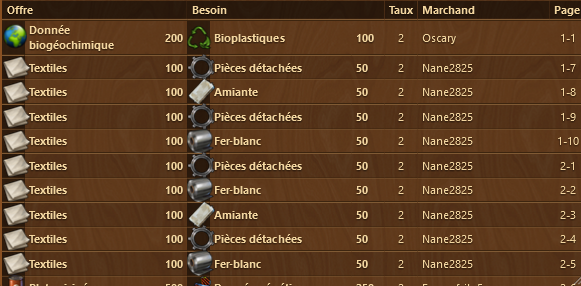 Offre Besoin Taux Marchand Page
Donnée
biogéochimique 200 Bioplastiques 100 2 Oscary 1-1
Textiles 100 Pièces détachées 50 2 Nane2825 1-7
Textiles 100 Amiante 50 2 Nane2825 1-8
Textiles 100 Pièces détachées 50 2 Nane2825 1-9
Textiles 100 Fer-blanc 50 2 Nane2825 1-10
Textiles 100 Pièces détachées 50 2 Nane2825 2-1
Textiles 100 Fer-blanc 50 2 Nane2825 2-2
Textiles 100 Amiante 50 2 Nane2825 2-3
Textiles 100 Pièces détachées 50 2 Nane2825 2-4
Textiles 100 Fer-blanc 50 2 Nane2825 2-5